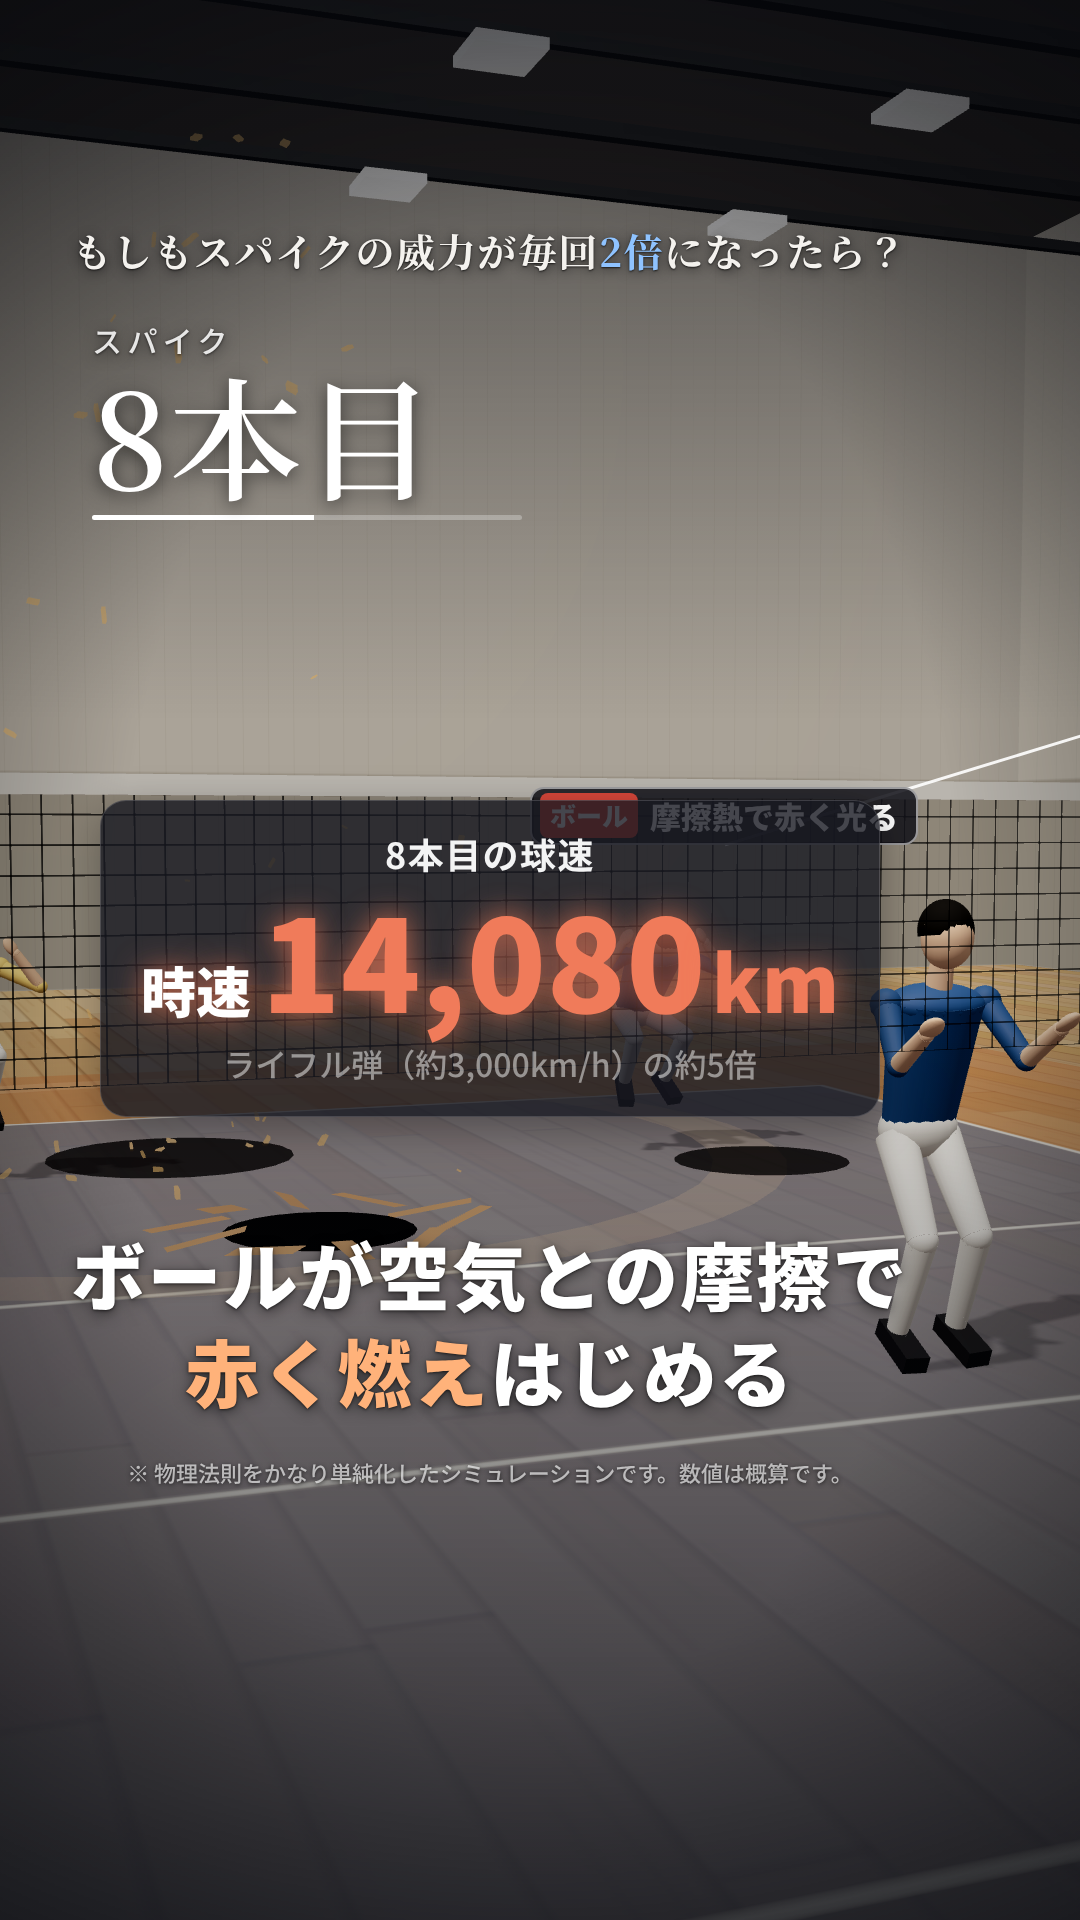 もしもスパイクの威力が毎回2倍になったら？
スパイク
8本目
ボール 摩擦熱で赤く光る
8本目の球速
時速14,080km
ライフル弾（約3,000km/h）の約5倍
ボールが空気との摩擦で
赤く燃えはじめる
※ 物理法則をかなり単純化したシミュレーションです。数値は概算です。